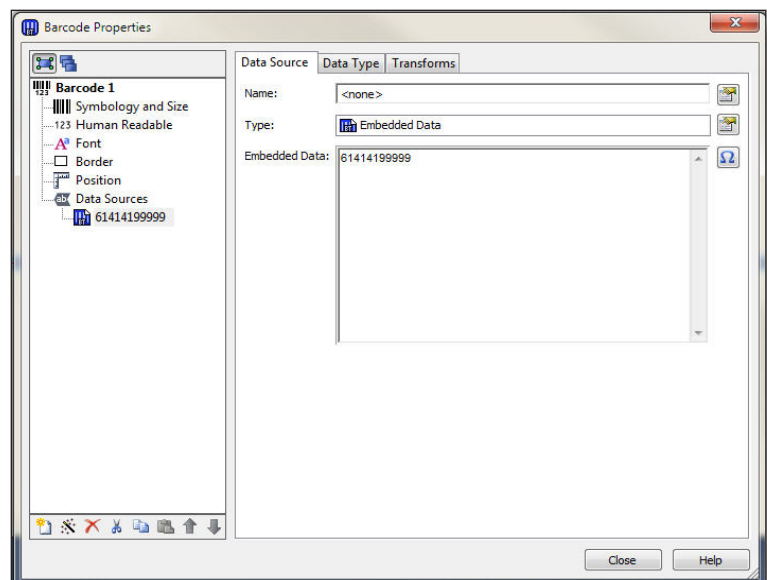 Barcode Properties
Barcode 1
Symbology and Size
123 Human Readable
Font
Border
Position
Data Sources
61414199999
Data Source
Data Type
Transforms
Name:
<none>
Type:
Embedded Data
Embedded Data:
61414199999
Close
Help